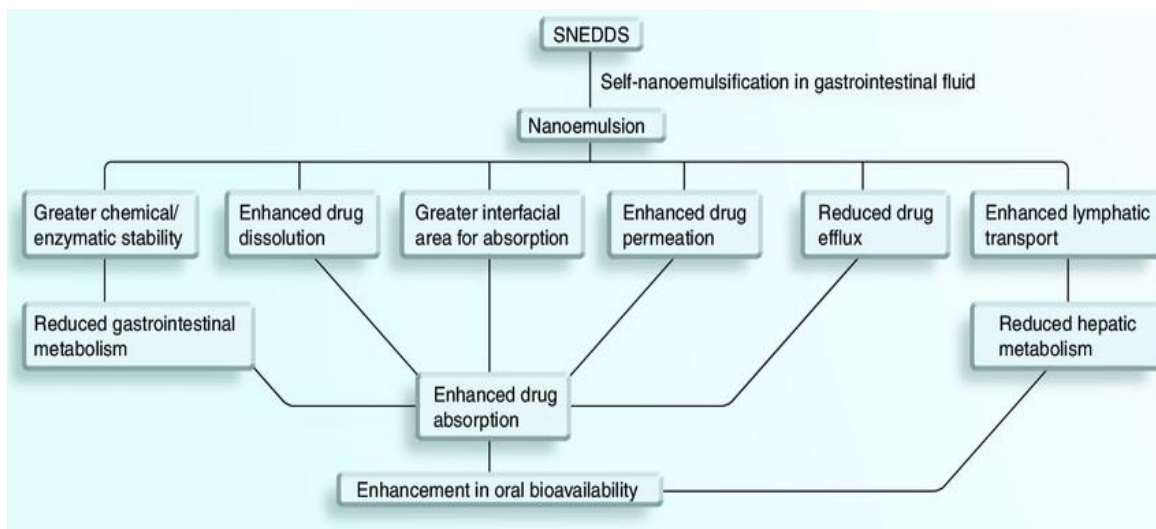 SNEDDS
Self-nanoemulsification in gastrointestinal fluid
Nanoemulsion
Greater chemical/
enzymatic stability
Enhanced drug
dissolution
Greater interfacial
area for absorption
Enhanced drug
permeation
Reduced drug
efflux
Enhanced lymphatic
transport
Reduced gastrointestinal
metabolism
Reduced hepatic
metabolism
Enhanced drug
absorption
Enhancement in oral bioavailability